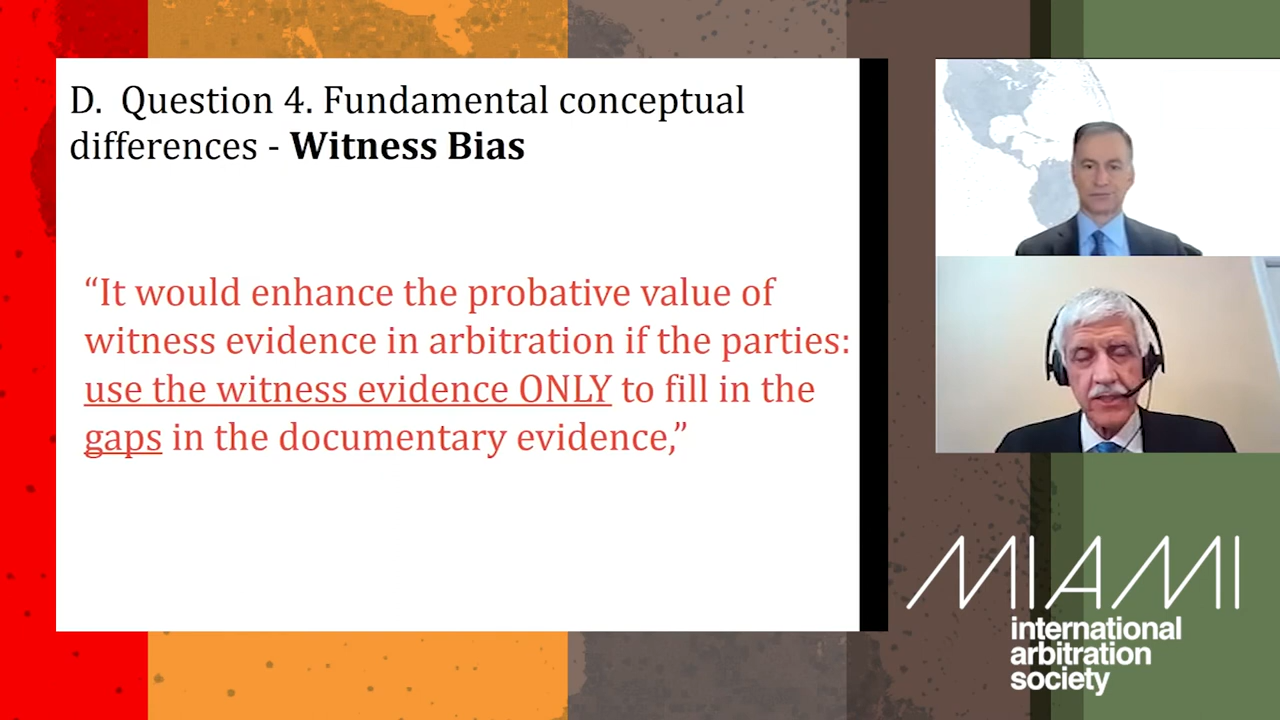 D. Question 4. Fundamental conceptual
differences - Witness Bias
“It would enhance the probative value of
witness evidence in arbitration if the parties:
use the witness evidence ONLY to fill in the
gaps in the documentary evidence,”
MIAMI
international
arbitration
society